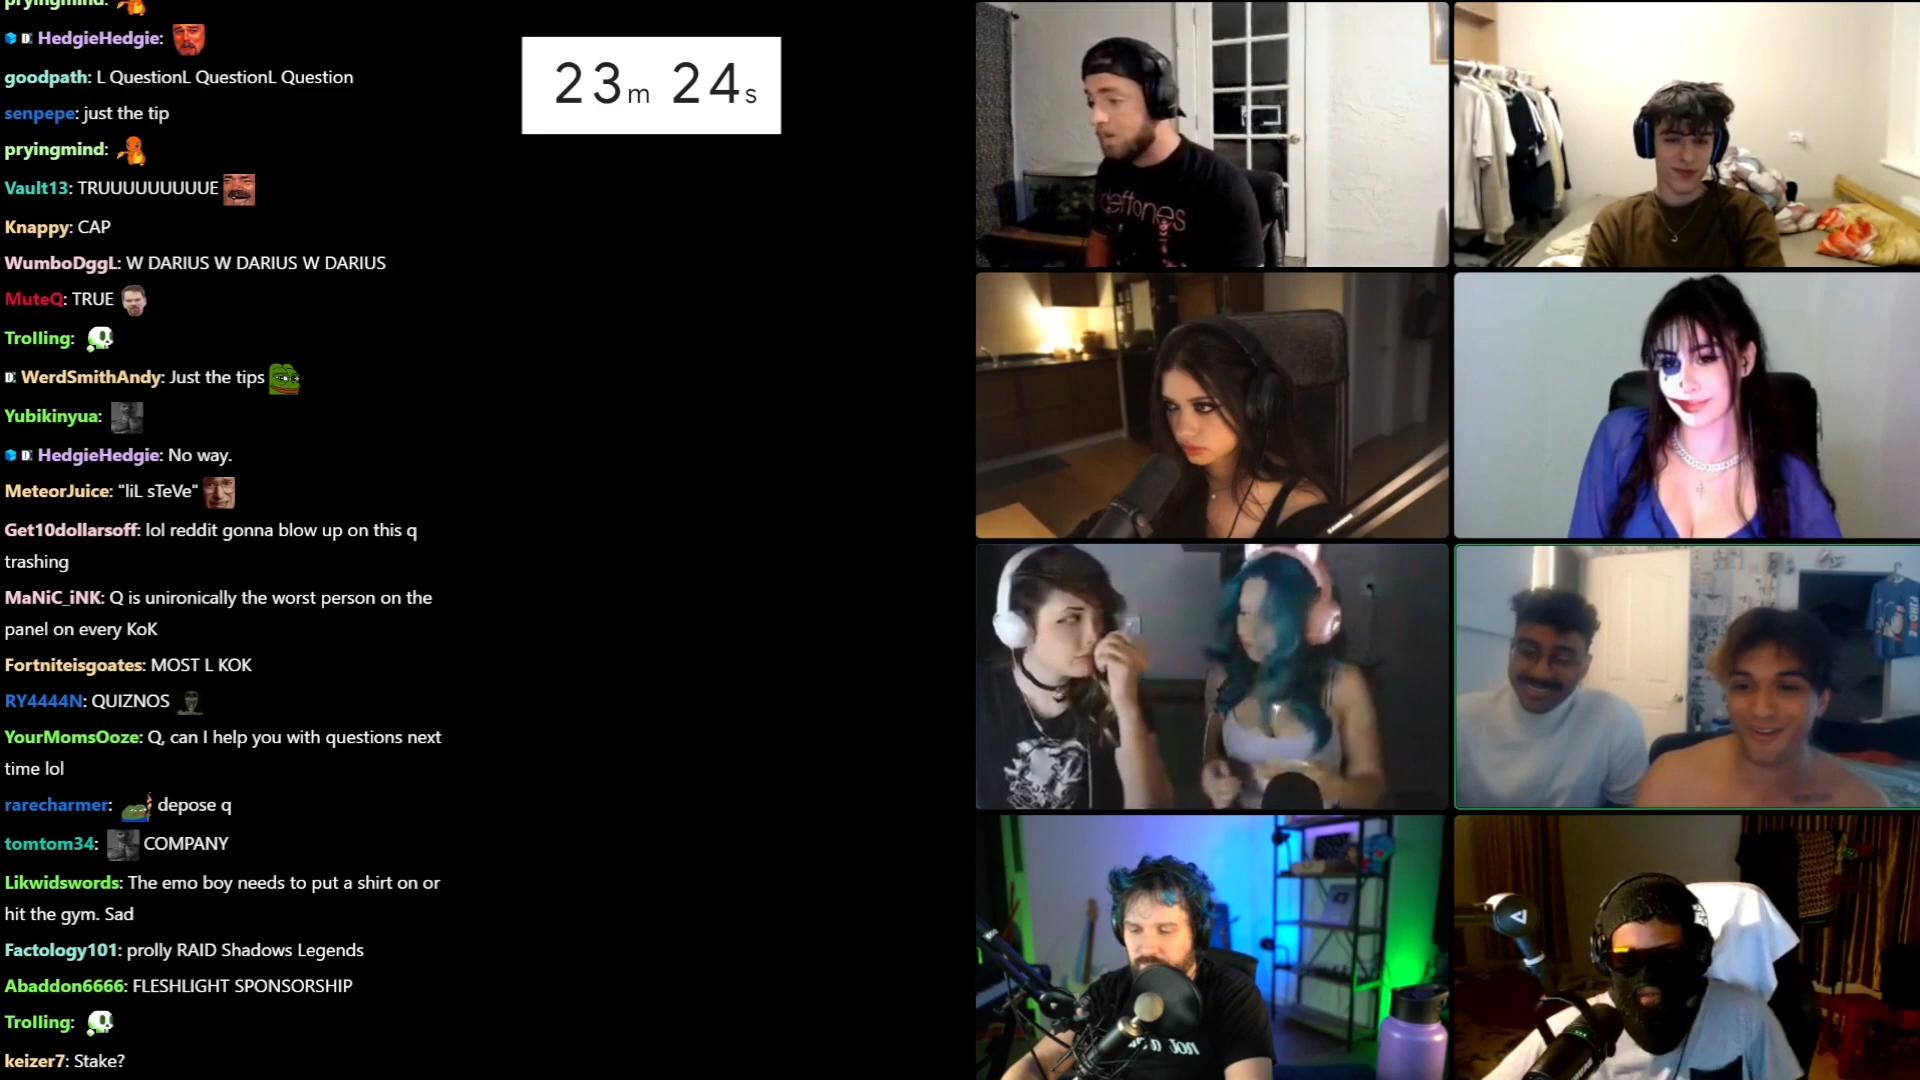 pryingmind:
HedgieHedgie:
goodpath: L QuestionL QuestionL Question
senpepe: just the tip
pryingmind:
Vault13: TRUUUUUUUUUE
Knappy: CAP
WumboDggL: W DARIUS W DARIUS W DARIUS
MuteQ: TRUE
Trolling:
D WerdSmithAndy: Just the tips
Yubikinyua:
HedgieHedgie: No way.
MeteorJuice: "liL sTeVe"
Get10dollarsoff: lol reddit gonna blow up on this q
trashing
MaNiC_iNK: Q is unironically the worst person on the
panel on every KoK
Fortniteisgoates: MOST L KOK
RY4444N: QUIZNOS
YourMomsOoze: Q, can I help you with questions next
time lol
rarecharmer: depose q
tomtom34: COMPANY
Likwidswords: The emo boy needs to put a shirt on or
hit the gym. Sad
Factology101: prolly RAID Shadows Legends
Abaddon6666: FLESHLIGHT SPONSORSHIP
Trolling:
keizer7: Stake?
23m 24s
deftones